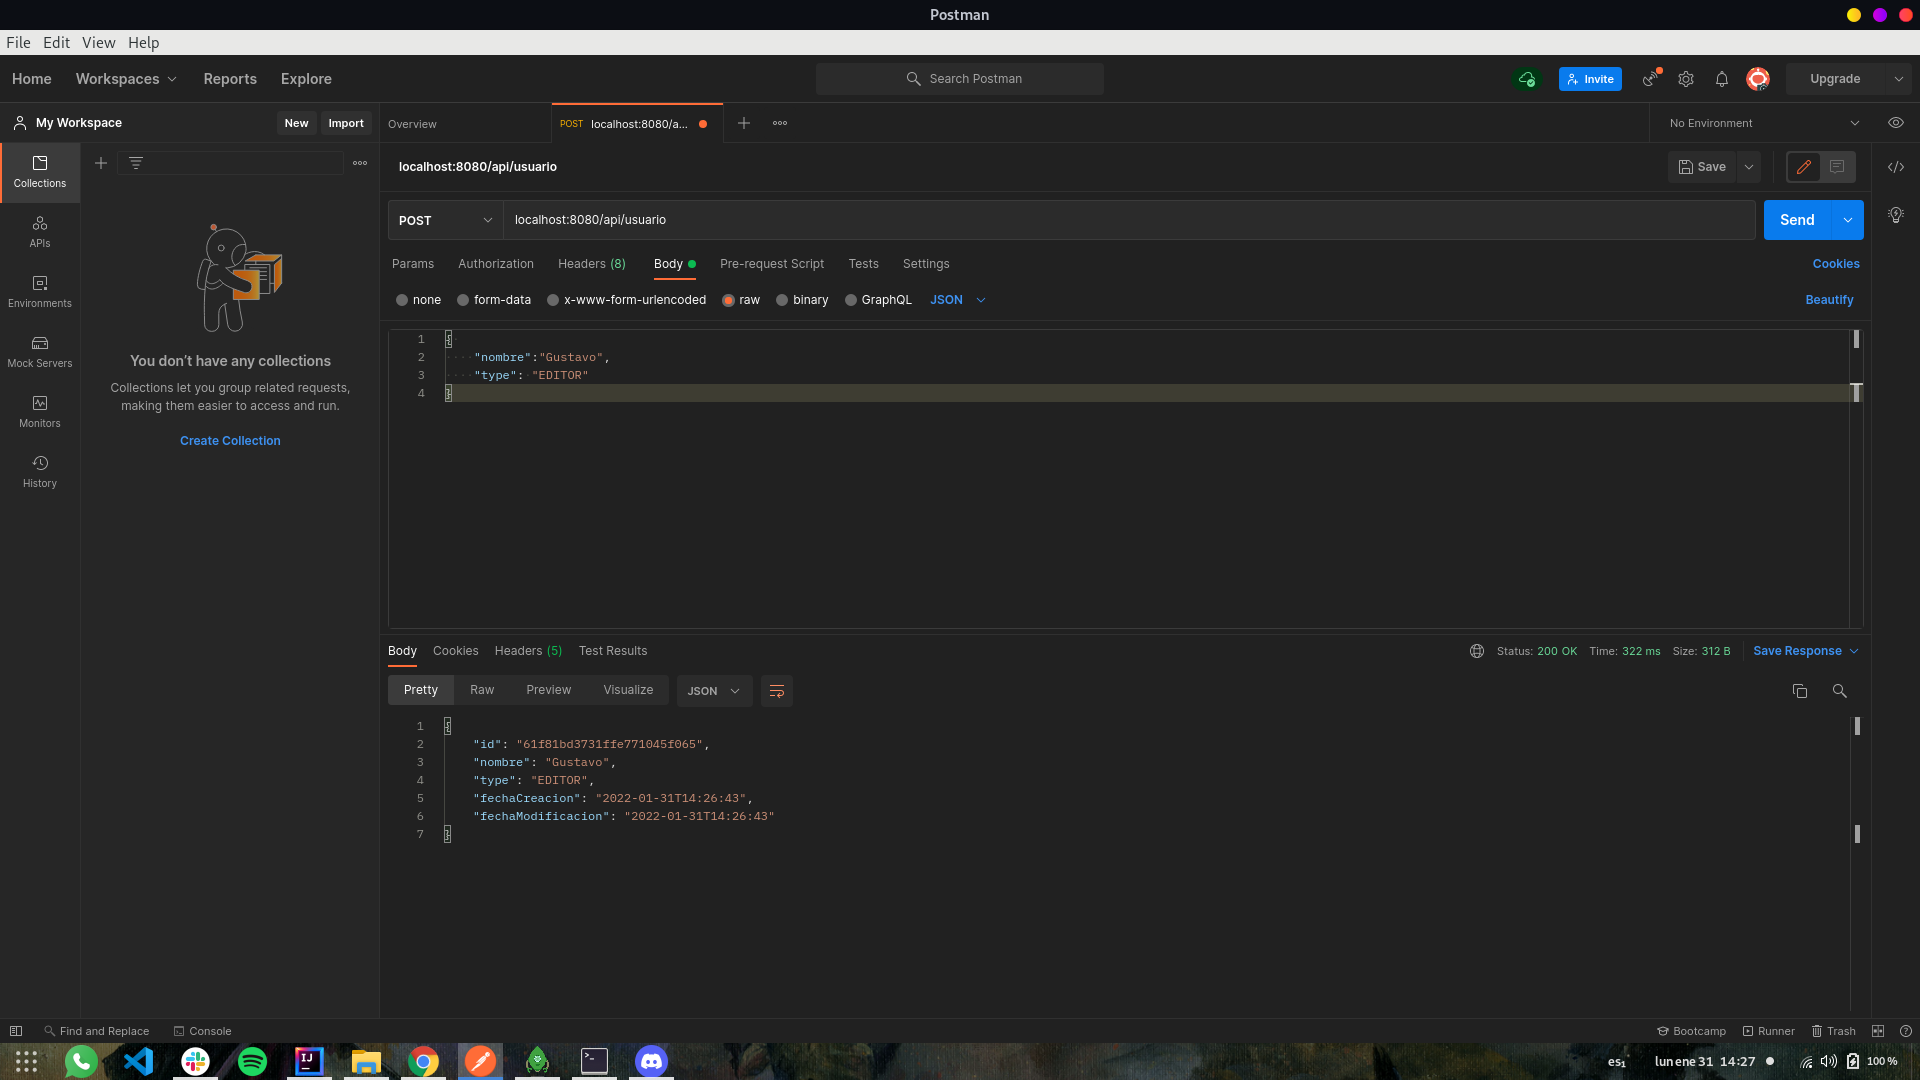 Postman
File Edit View Help
Home Workspaces Reports Explore Search Postman Invite Upgrade
My Workspace New Import Overview POST localhost:8080/a... No Environment
localhost:8080/api/usuario Save
Collections
APIs
Environments
Mock Servers
Monitors
History
You don't have any collections
Collections let you group related requests,
making them easier to access and run.
Create Collection
POST localhost:8080/api/usuario Send
Params Authorization Headers (8) Body Pre-request Script Tests Settings Cookies
none form-data x-www-form-urlencoded raw binary GraphQL JSON Beautify
1 {
2 "nombre":"Gustavo",
3 "type": "EDITOR"
4 }
Body Cookies Headers (5) Test Results Status: 200 OK Time: 322 ms Size: 312 B Save Response
Pretty Raw Preview Visualize JSON
1 {
2 "id": "61f81bd3731ffe771045f065",
3 "nombre": "Gustavo",
4 "type": "EDITOR",
5 "fechaCreacion": "2022-01-31T14:26:43",
6 "fechaModificacion": "2022-01-31T14:26:43"
7 }
Find and Replace Console Bootcamp Runner Trash
IJ es₁ lun ene 31 14:27 100 %